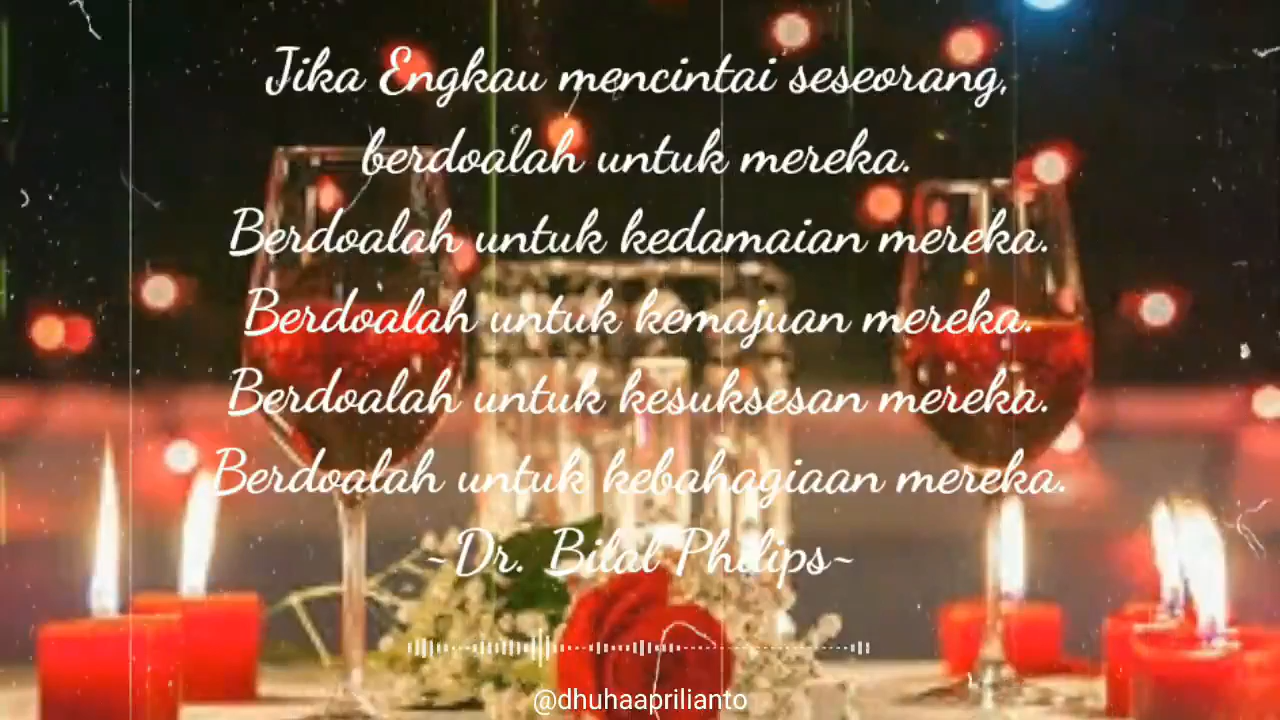 Jika Engkau mencintai seseorang,
berdoalah untuk mereka.
Berdoalah untuk kedamaian mereka.
Berdoalah untuk kemajuan mereka.
Berdoalah untuk kesuksesan mereka.
Berdoalah untuk kebahagiaan mereka.
~Dr. Bilal Philips~
@dhuhaaprilianto